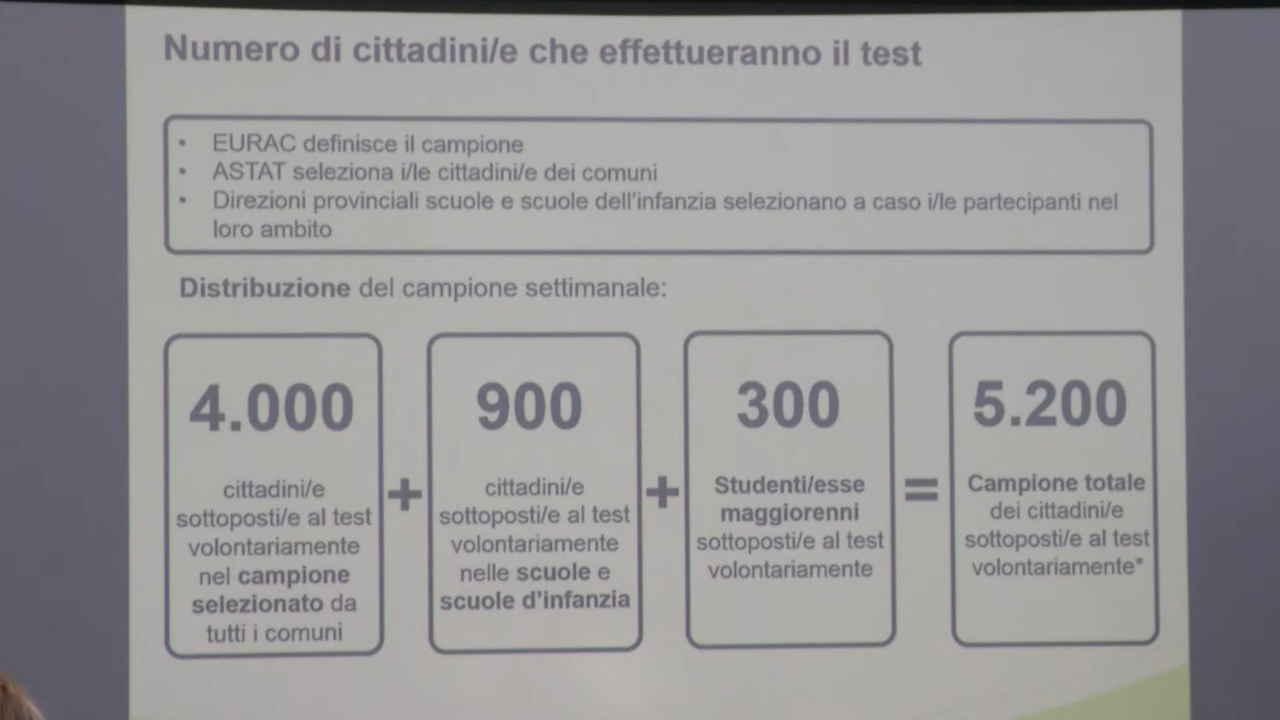 Numero di cittadini/e che effettueranno il test
• EURAC definisce il campione
• ASTAT seleziona i/le cittadini/e dei comuni
• Direzioni provinciali scuole e scuole dell'infanzia selezionano a caso i/le partecipanti nel
loro ambito
Distribuzione del campione settimanale:
4.000
cittadini/e
sottoposti/e al test
volontariamente
nel campione
selezionato da
tutti i comuni
+
900
cittadini/e
sottoposti/e al test
volontariamente
nelle scuole e
scuole d'infanzia
+
300
Studenti/esse
maggiorenni
sottoposti/e al test
volontariamente
=
5.200
Campione totale
dei cittadini/e
sottoposti/e al test
volontariamente*